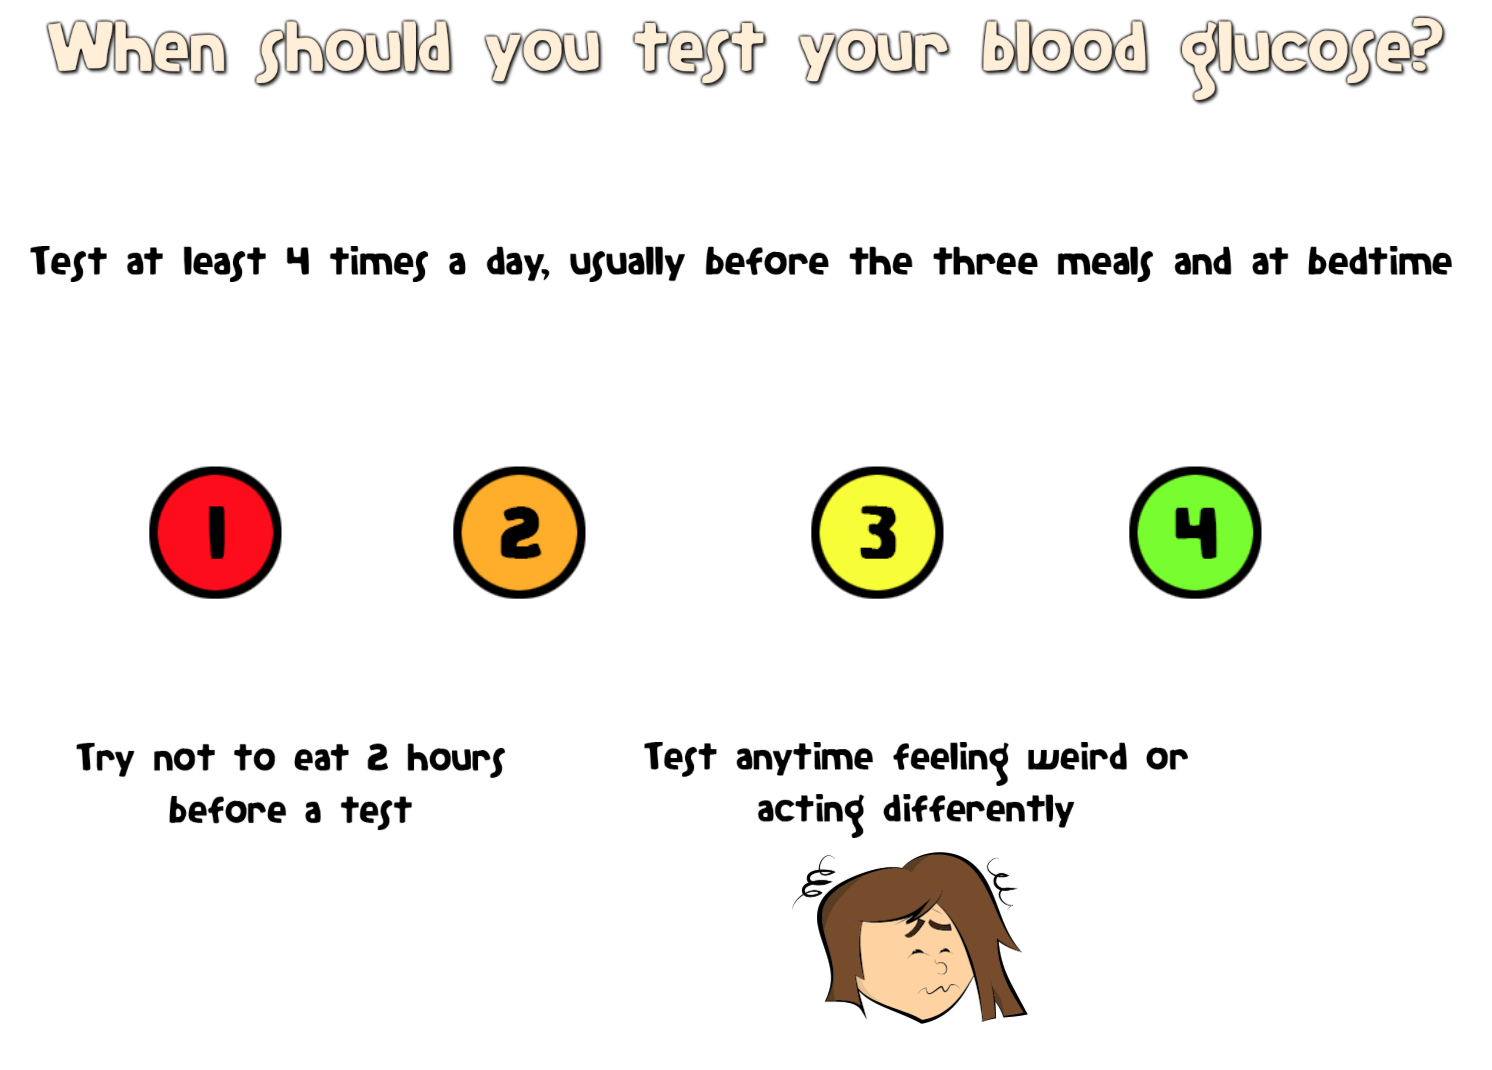 When should you test your blood glucose?
Test at least 4 times a day, usually before the three meals and at bedtime
1 2 3 4
Try not to eat 2 hours
before a test
Test anytime feeling weird or
acting differently